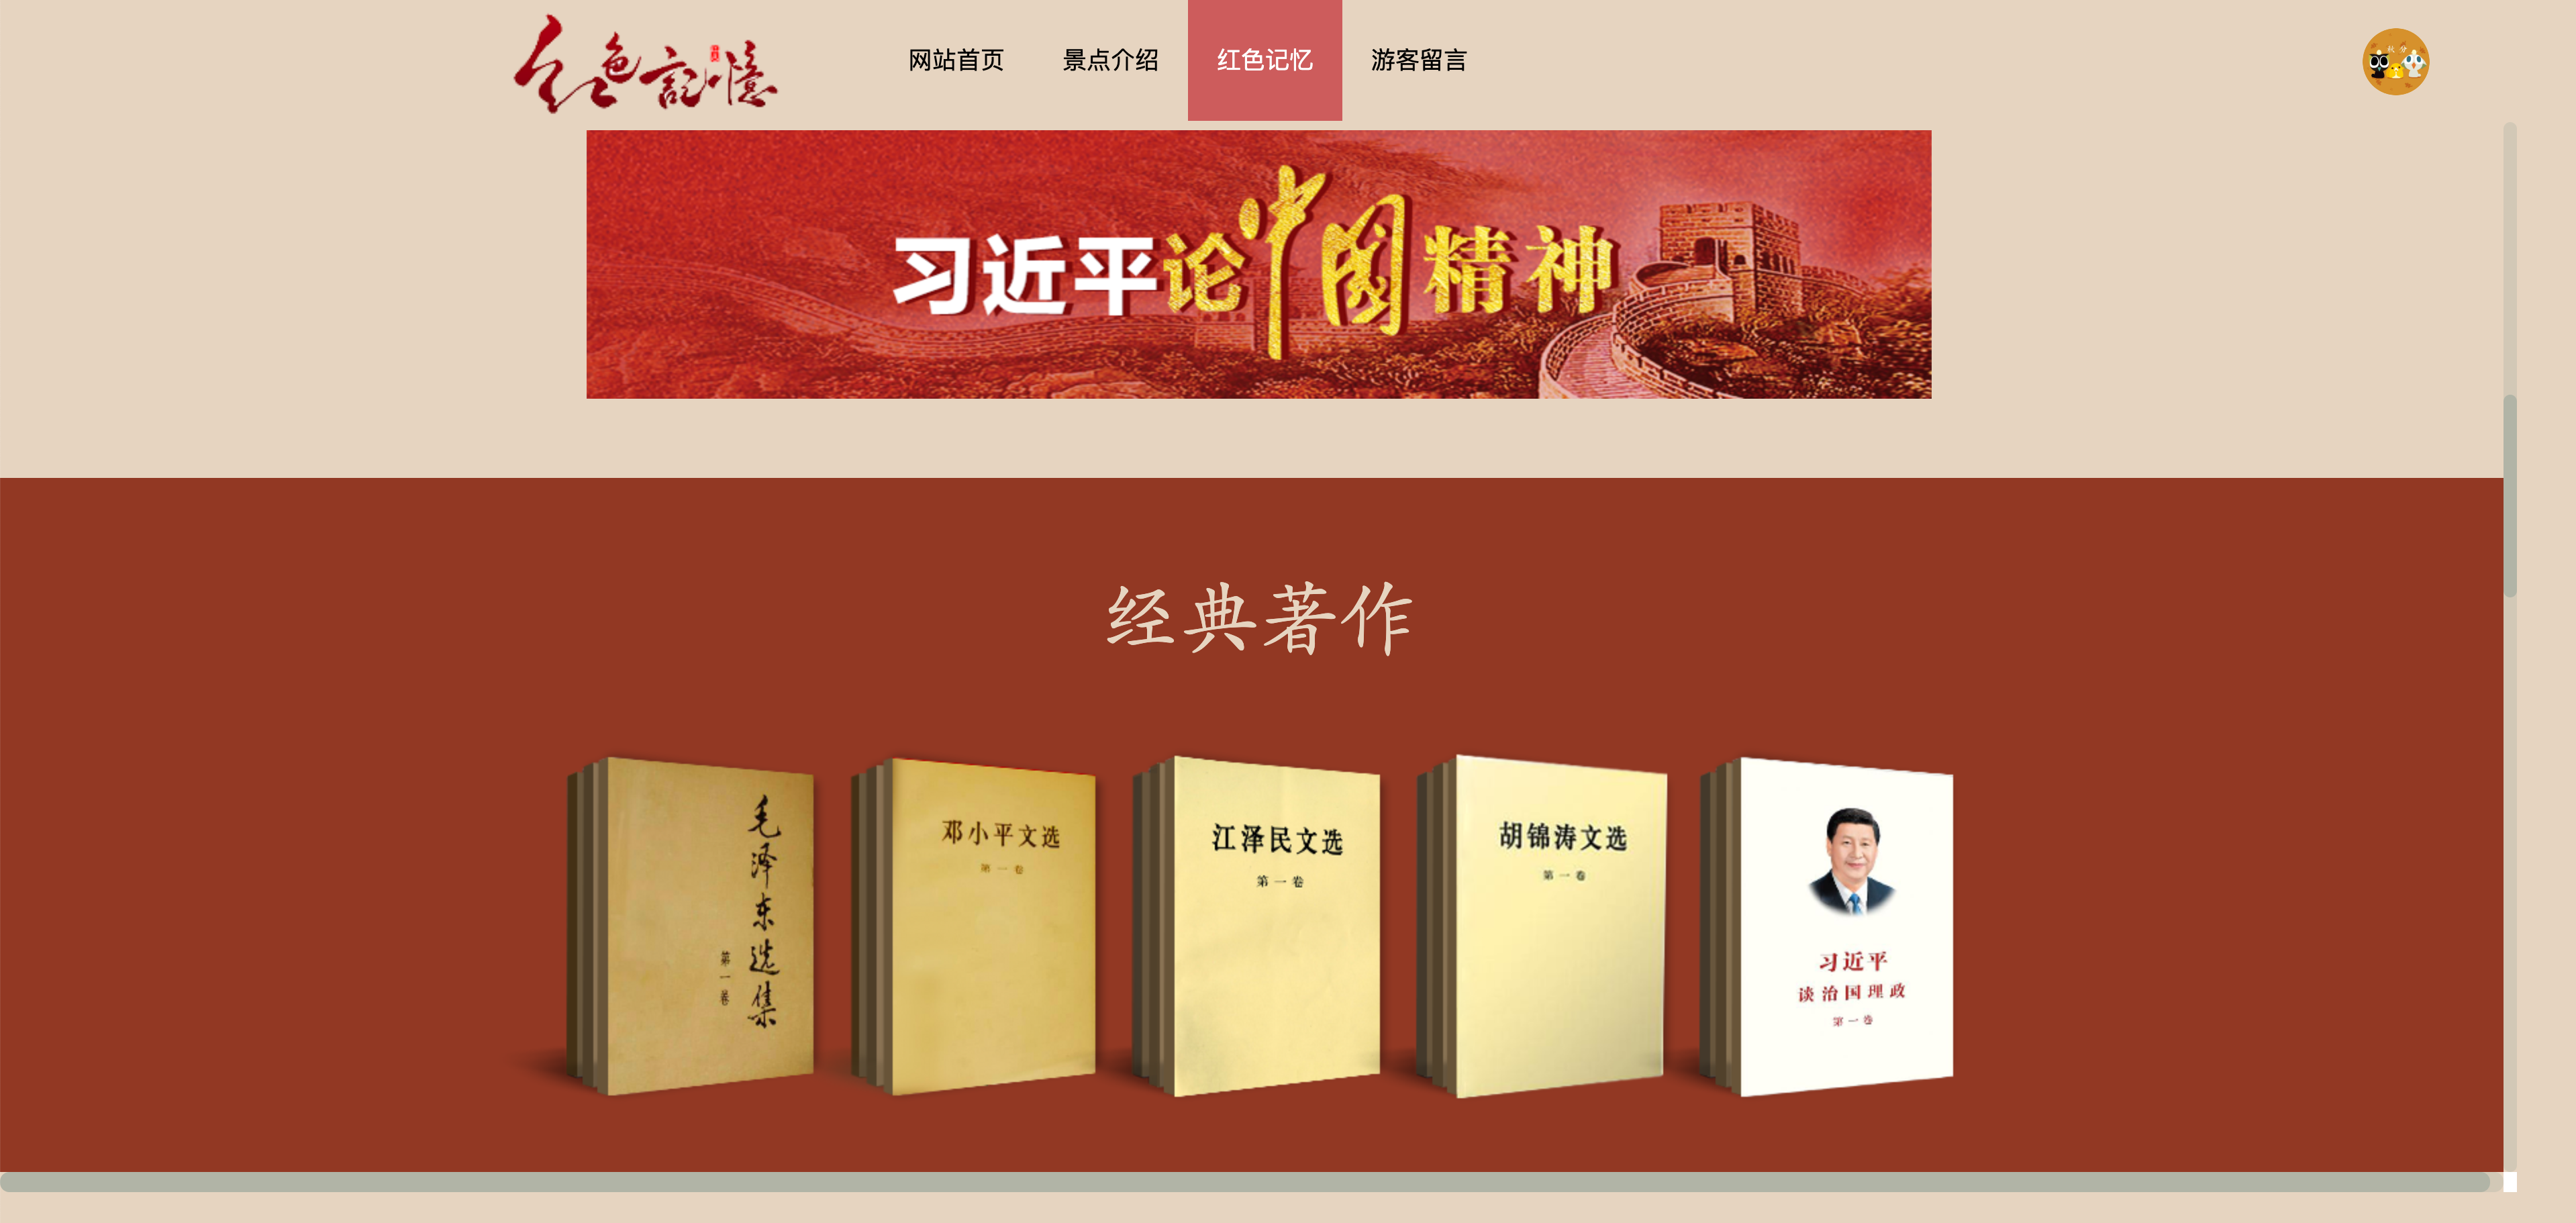 红色記憶
网站首页
景点介绍
红色记忆
游客留言
秋分
习近平论中国精神
经典著作
毛泽东选集
第一卷
邓小平文选
第一卷
江泽民文选
第一卷
胡锦涛文选
第一卷
习近平
谈治国理政
第一卷